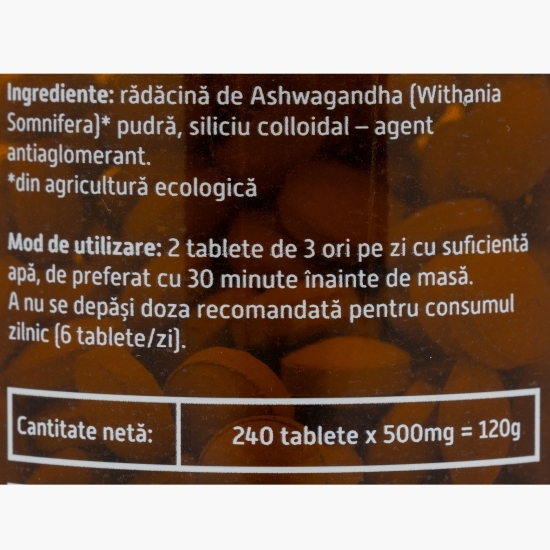 Ingrediente: rădăcină de Ashwagandha (Withania
Somnifera)* pudră, siliciu colloidal – agent
antiaglomerant.
*din agricultură ecologică
Mod de utilizare: 2 tablete de 3 ori pe zi cu suficientă
apă, de preferat cu 30 minute înainte de masă.
A nu se depăși doza recomandată pentru consumul
zilnic (6 tablete/zi).
Cantitate netă: 240 tablete x 500mg = 120g